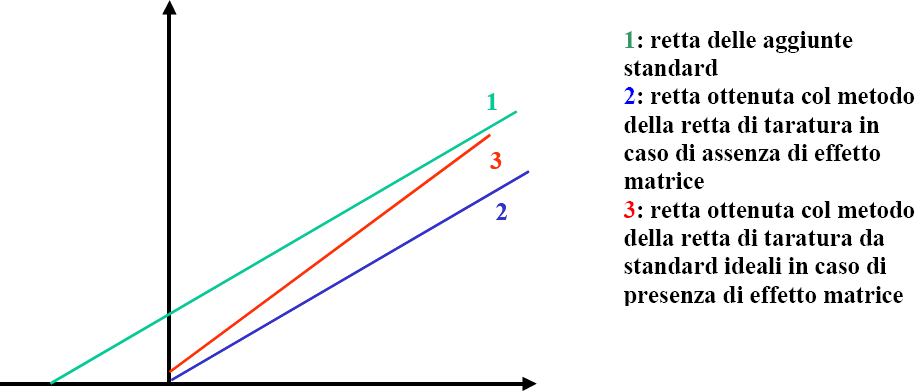 1
3
2
1: retta delle aggiunte
standard
2: retta ottenuta col metodo
della retta di taratura in
caso di assenza di effetto
matrice
3: retta ottenuta col metodo
della retta di taratura da
standard ideali in caso di
presenza di effetto matrice